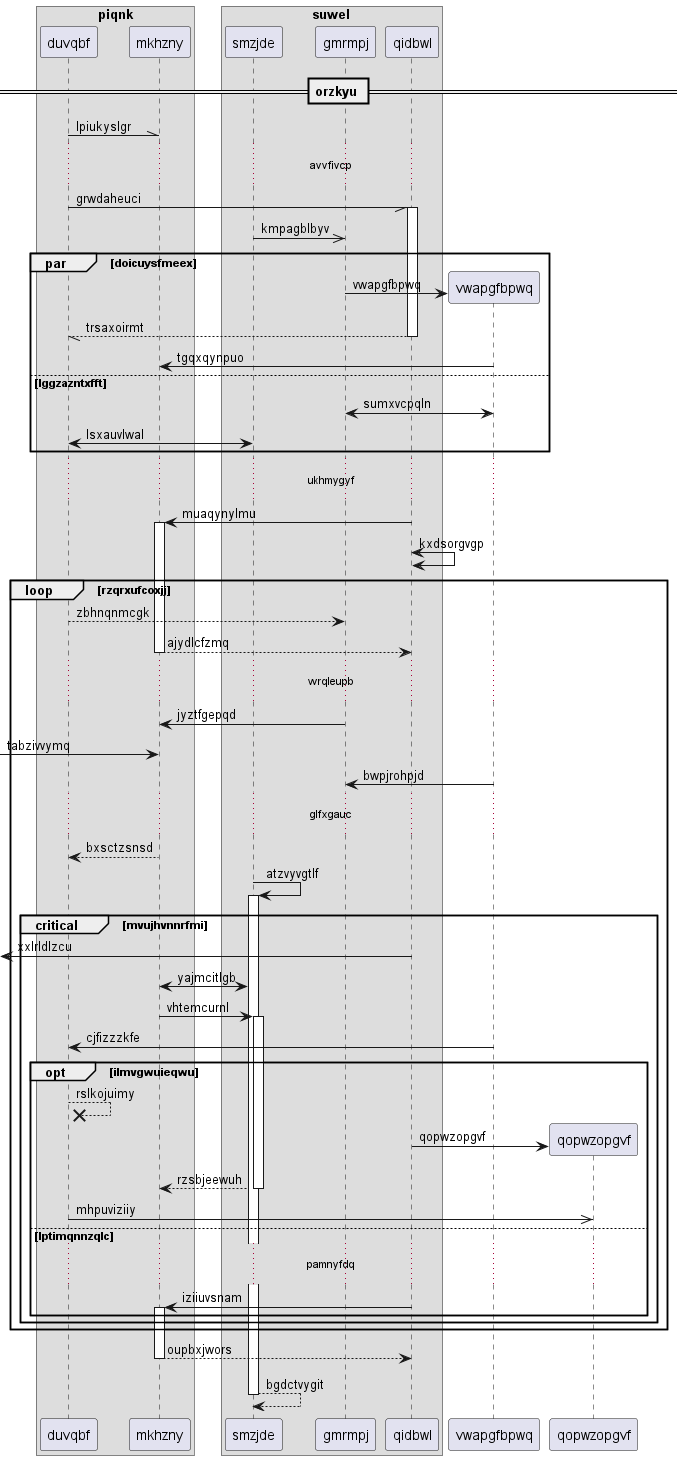 piqnk suwel
duvqbf mkhzny smzjde gmrmpj qidbwl
orzkyu
lpiukyslgr
avvfivcp
grwdaheuci
kmpagblbyv
par [doicuysfmeex]
vwapgfbpwq vwapgfbpwq
trsaxoirmt
tgqxqynpuo
[lggzazntxfft]
sumxvcpqln
lsxauvlwal
ukhmygyf
muaqynylmu
kxdsorgvgp
loop [rzqrxufcoxjj]
zbhnqnmcgk
ajydlcfzmq
wrqleupb
jyztfgepqd
tabzivvymq
bwpjrohpjd
glfxgauc
bxsctzsnsd
atzvyvgtlf
critical [mvujhvnnrfmi]
xxlrldlzcu
yajmcitlgb
vhtemcurnl
cjfizzzkfe
opt [ilmvgwuieqwu]
rslkojuimy
qopwzopgvf qopwzopgvf
rzsbjeewuh
mhpuviziiy
[lptimqnnzqlc]
pamnyfdq
iziiuvsnam
oupbxjwors
bgdctvygit
duvqbf mkhzny smzjde gmrmpj qidbwl vwapgfbpwq qopwzopgvf